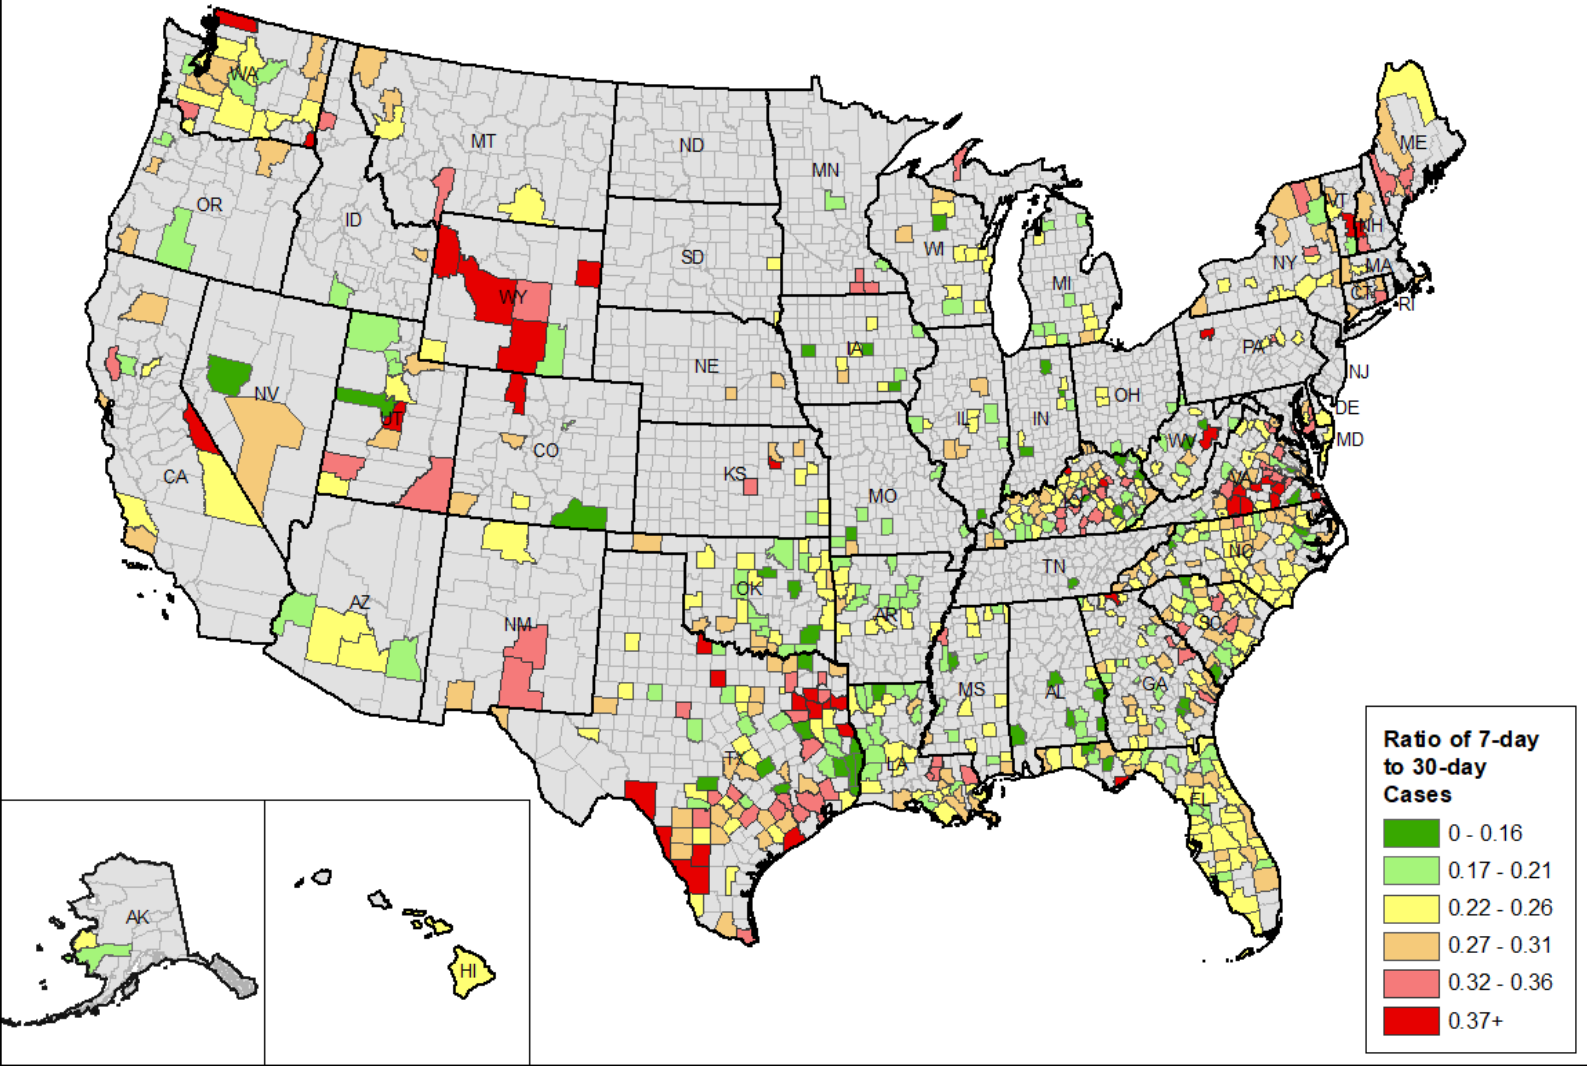 WA
MT
ND
MN
ME
OR
ID
SD
WI
MI
VT
NH
NY
MA
CT
RI
WY
NE
IA
PA
NJ
NV
UT
CO
IL
IN
OH
DE
MD
WV
CA
KS
MO
KY
VA
AZ
NM
OK
AR
TN
NC
SC
MS
AL
GA
TX
LA
FL
AK
HI
Ratio of 7-day
to 30-day
Cases
0 - 0.16
0.17 - 0.21
0.22 - 0.26
0.27 - 0.31
0.32 - 0.36
0.37+